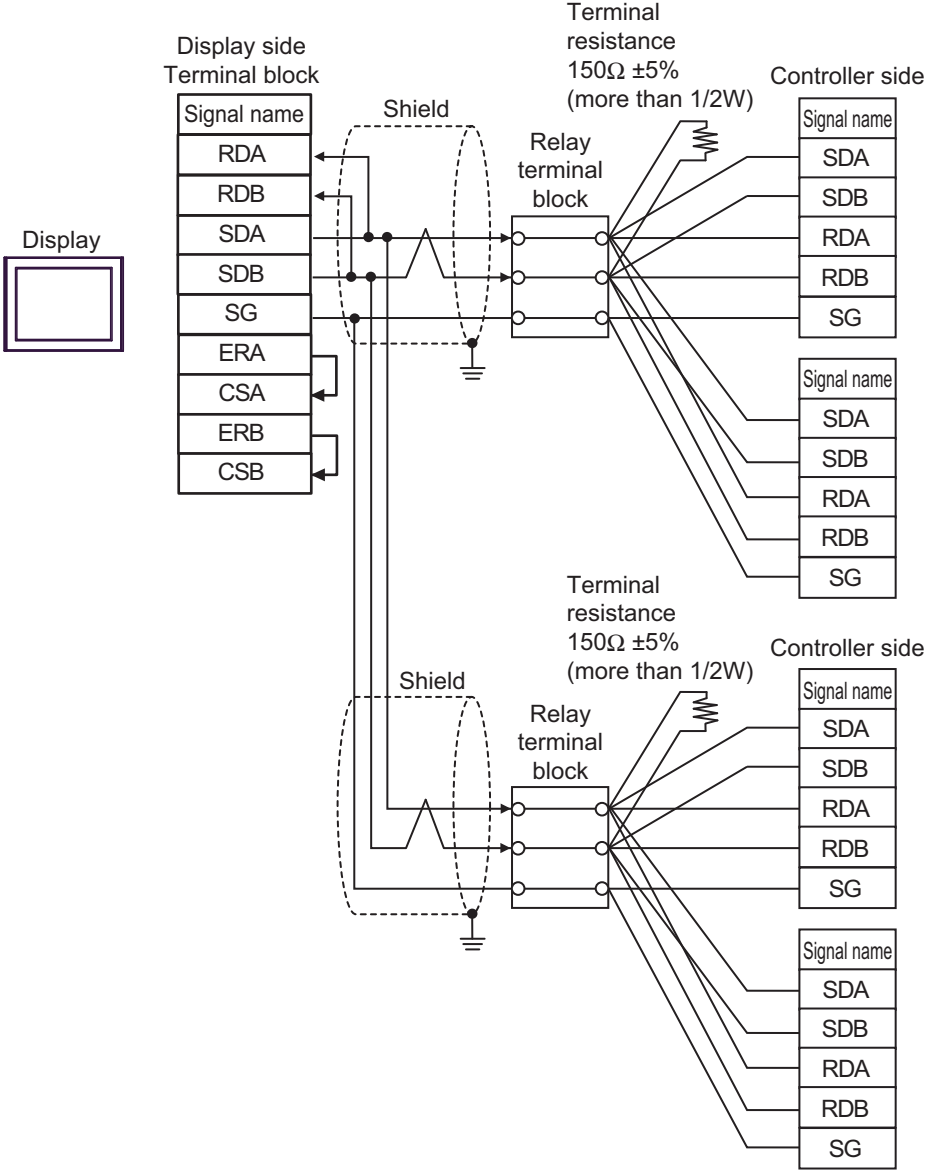 Display
Display side
Terminal block
Signal name
RDA
RDB
SDA
SDB
SG
ERA
CSA
ERB
CSB
Shield
Relay
terminal
block
Terminal
resistance
150Ω ±5%
(more than 1/2W)
Controller side
Signal name
SDA
SDB
RDA
RDB
SG
Signal name
SDA
SDB
RDA
RDB
SG
Shield
Relay
terminal
block
Terminal
resistance
150Ω ±5%
(more than 1/2W)
Controller side
Signal name
SDA
SDB
RDA
RDB
SG
Signal name
SDA
SDB
RDA
RDB
SG